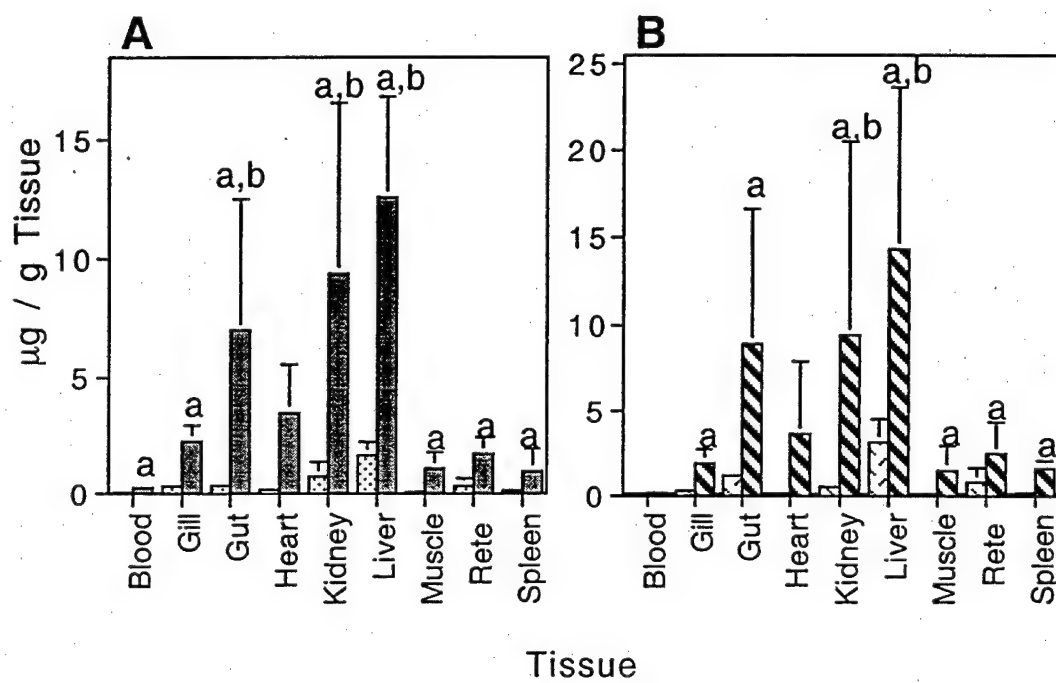 A
B
µg / g Tissue
15
10
5
0
a
a
a,b
a,b
a,b
a
a
a
Blood
Gill
Gut
Heart
Kidney
Liver
Muscle
Rete
Spleen
25
20
15
10
5
0
a
a
a,b
a,b
a
a
a
Blood
Gill
Gut
Heart
Kidney
Liver
Muscle
Rete
Spleen
Tissue